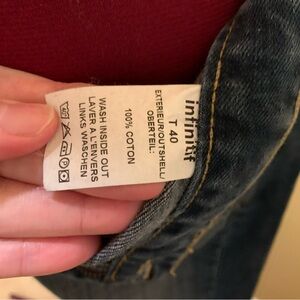 infinitif
T 40
EXTERIEUR/OUTSHELL/
OBERTEIL:
100% COTTON
WASH INSIDE OUT
LAVER A L'ENVERS
LINKS WASCHEN